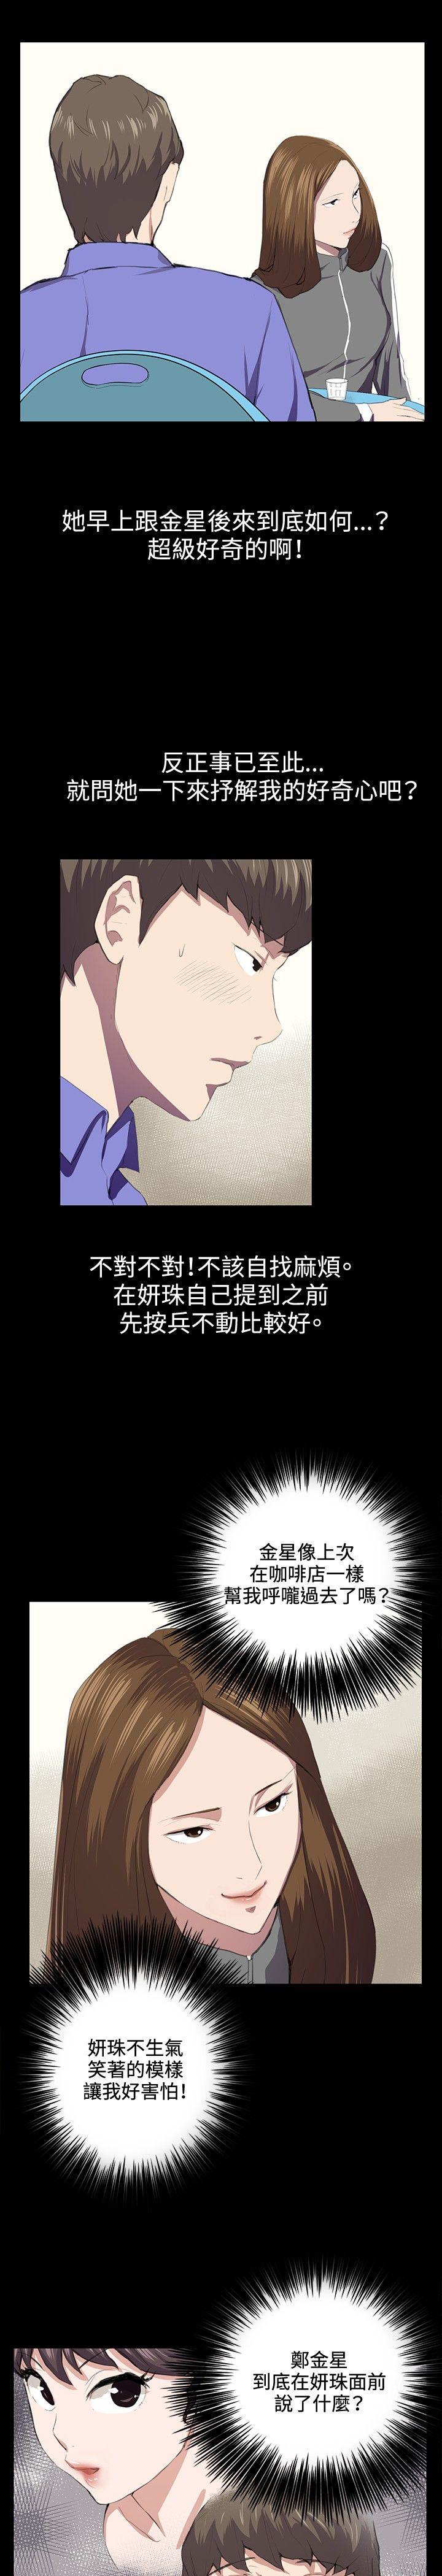 她早上跟金星後來到底如何...？
超級好奇的啊！
反正事已至此...
就問她一下來抒解我的好奇心吧？
不對不對！不該自找麻煩。
在妍珠自己提到之前
先按兵不動比較好。
金星像上次
在咖啡店一樣
幫我呼嚨過去了嗎？
妍珠不生氣
笑著的模樣
讓我好害怕！
鄭金星
到底在妍珠面前
說了什麼？